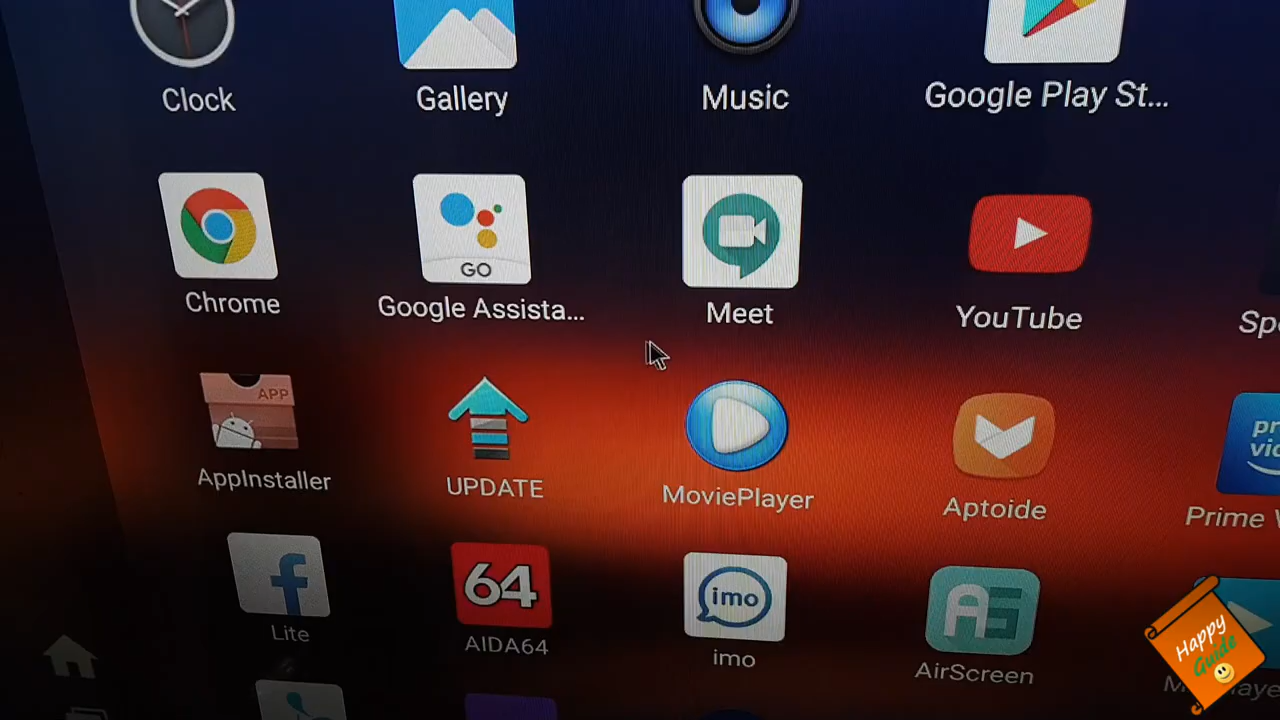 Clock
Gallery
Music
Google Play St...
GO
Chrome
Google Assista...
Meet
YouTube
APP
AppInstaller
UPDATE
MoviePlayer
Aptoide
Prime
64
imo
Lite
AIDA64
imo
AirScreen
Happy
Guide